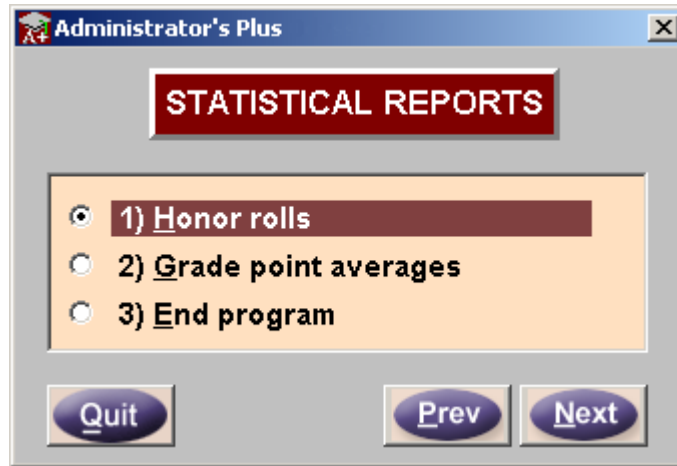 Administrator's Plus
STATISTICAL REPORTS
1) Honor rolls
2) Grade point averages
3) End program
Quit Prev Next